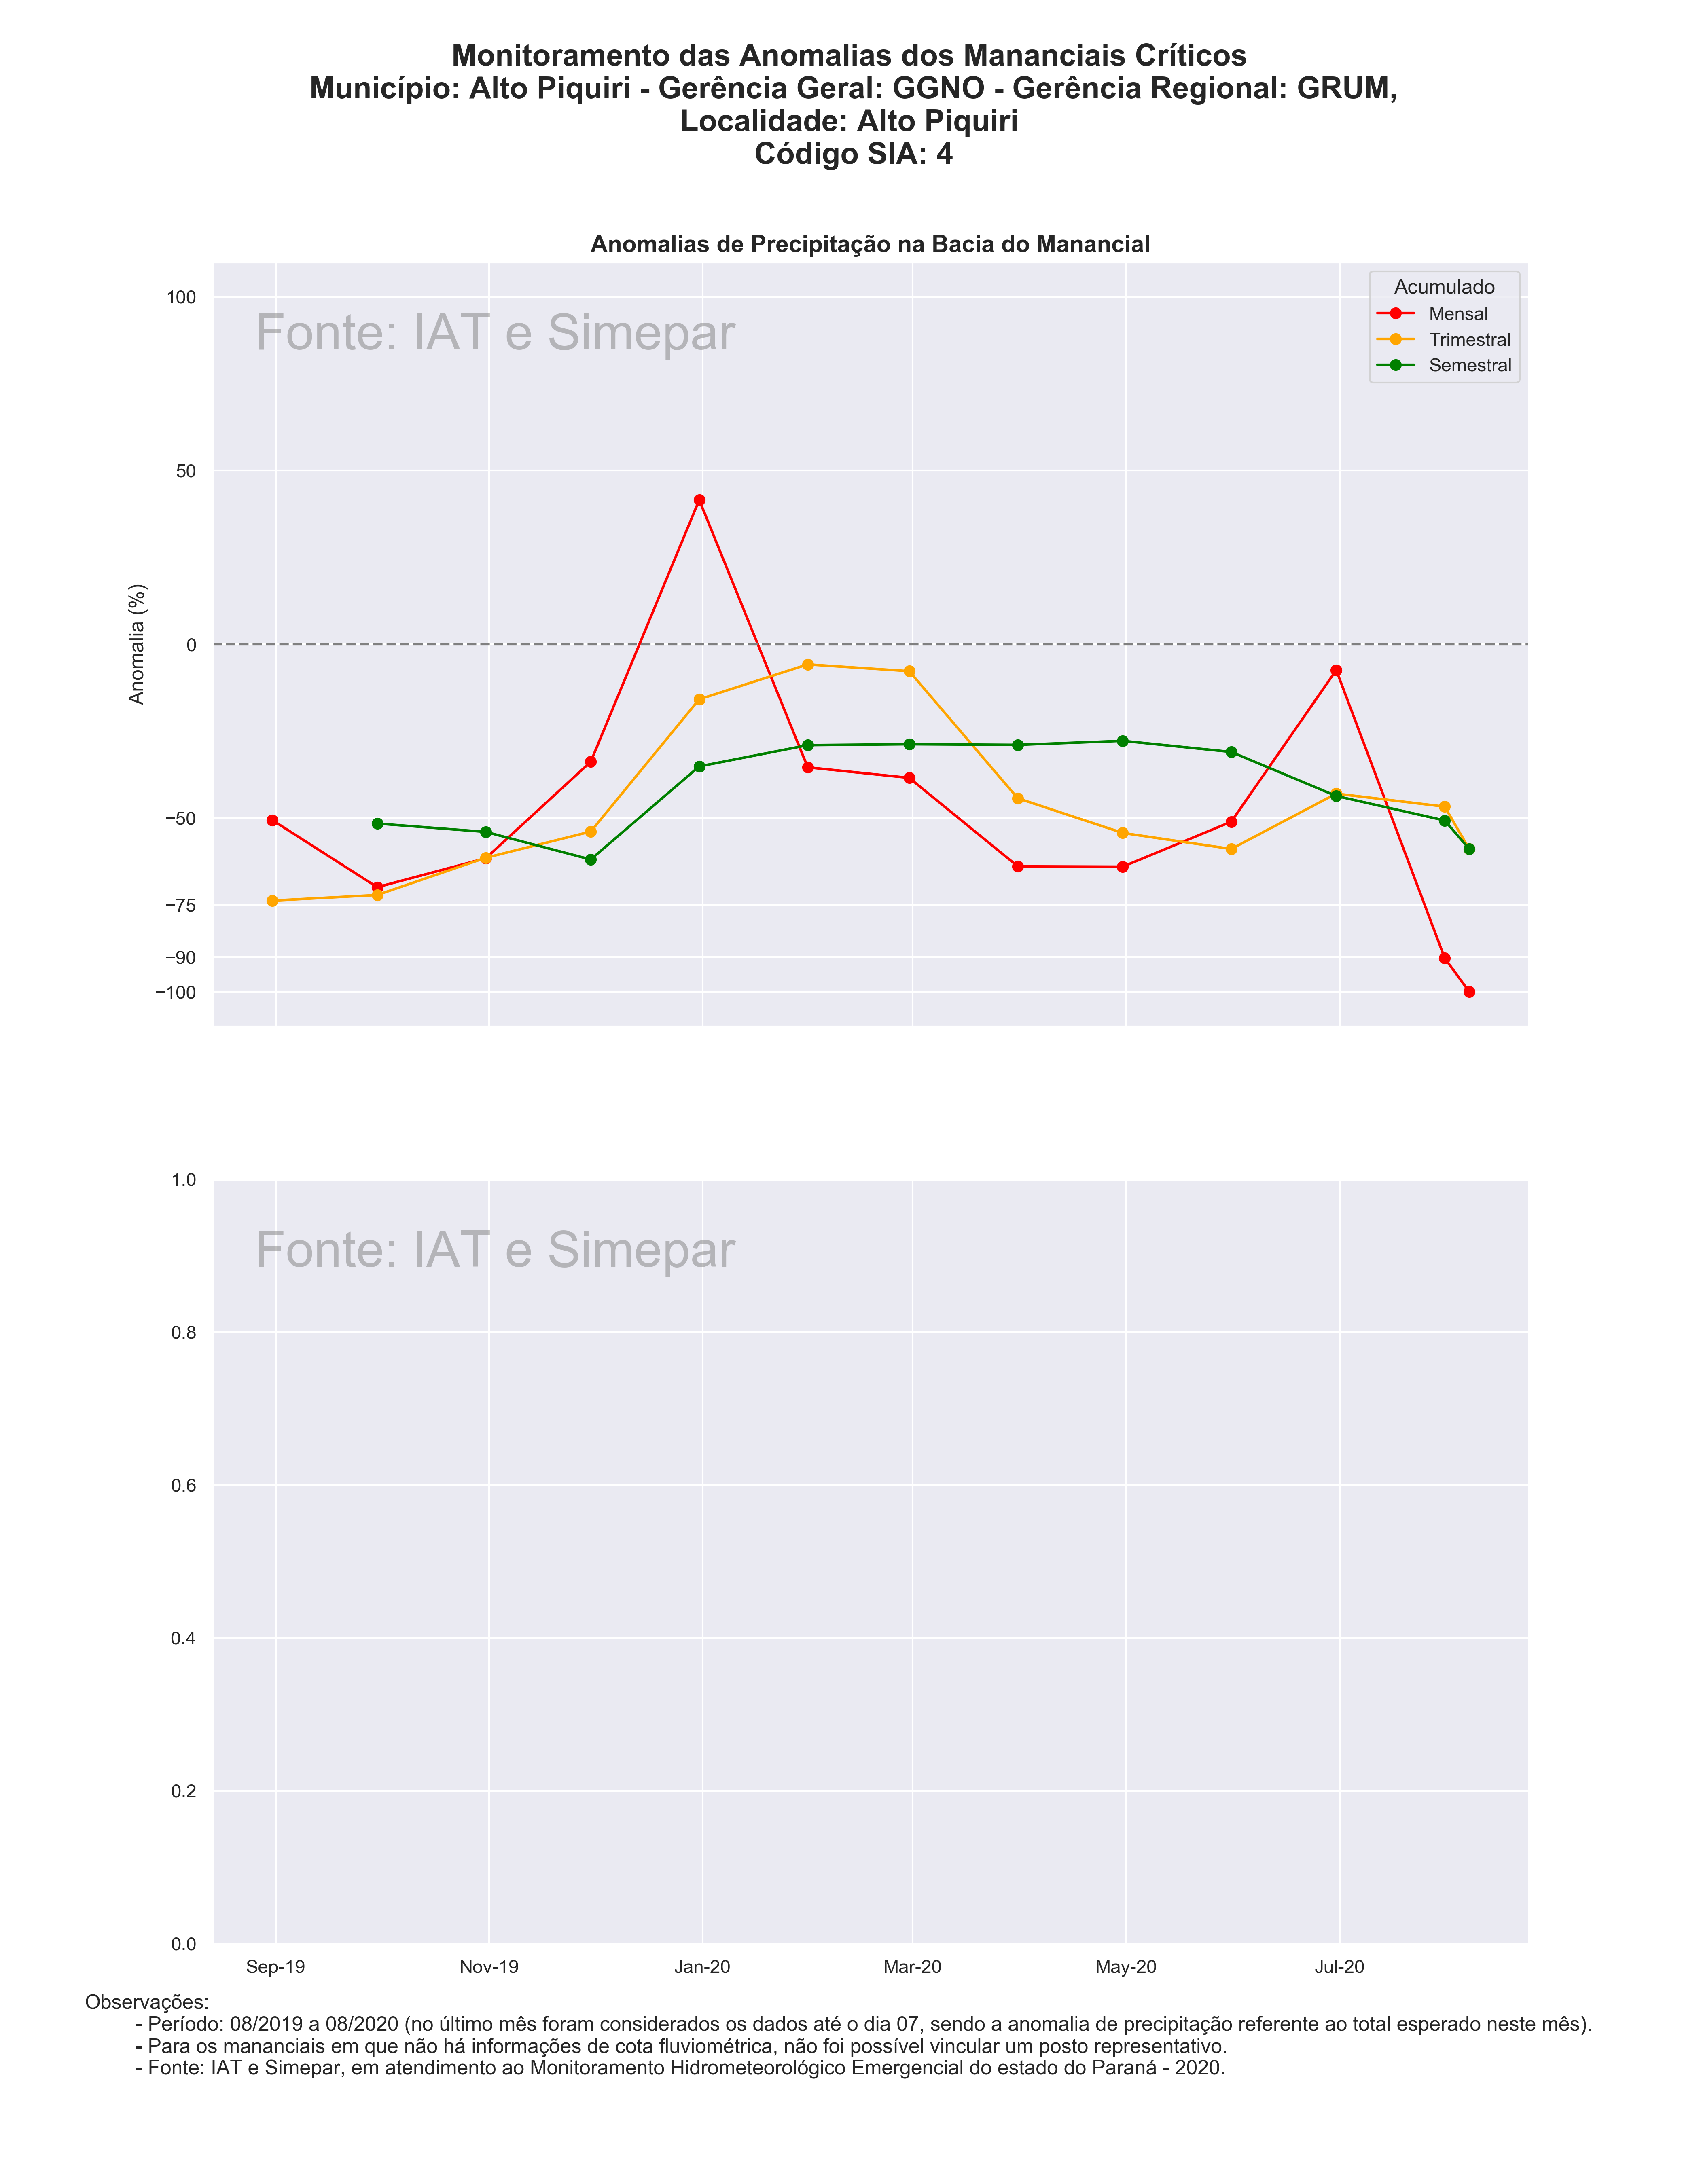 Monitoramento das Anomalias dos Mananciais Críticos
Município: Alto Piquiri - Gerência Geral: GGNO - Gerência Regional: GRUM,
Localidade: Alto Piquiri
Código SIA: 4
Anomalias de Precipitação na Bacia do Manancial
Fonte: IAT e Simepar
Acumulado
Mensal
Trimestral
Semestral
Anomalia (%)
100
50
0
−50
−75
−90
−100
Fonte: IAT e Simepar
1.0
0.8
0.6
0.4
0.2
0.0
Sep-19 Nov-19 Jan-20 Mar-20 May-20 Jul-20
Observações:
- Período: 08/2019 a 08/2020 (no último mês foram considerados os dados até o dia 07, sendo a anomalia de precipitação referente ao total esperado neste mês).
- Para os mananciais em que não há informações de cota fluviométrica, não foi possível vincular um posto representativo.
- Fonte: IAT e Simepar, em atendimento ao Monitoramento Hidrometeorológico Emergencial do estado do Paraná - 2020.